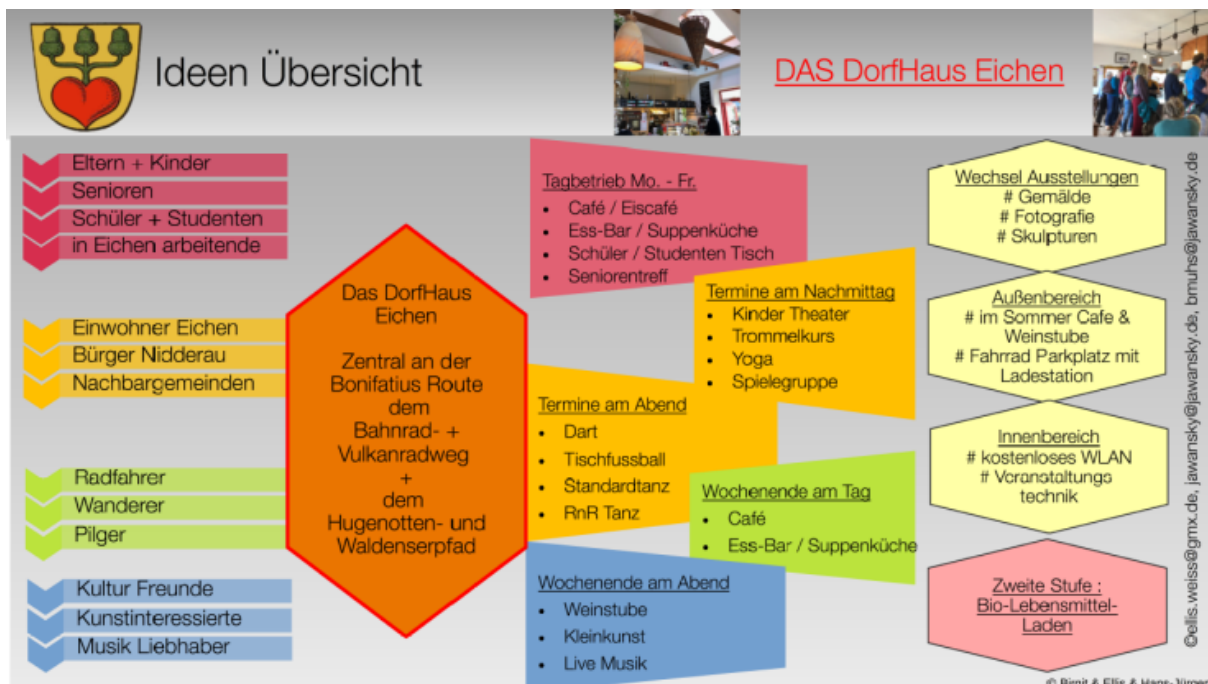 Ideen Übersicht
DAS DorfHaus Eichen
Eltern + Kinder
Senioren
Schüler + Studenten
in Eichen arbeitende
Einwohner Eichen
Bürger Nidderau
Nachbargemeinden
Radfahrer
Wanderer
Pilger
Kultur Freunde
Kunstinteressierte
Musik Liebhaber
Das DorfHaus
Eichen
Zentral an der
Bonifatius Route
dem
Bahnrad- +
Vulkanradweg
+
dem
Hugenotten- und
Waldenserpfad
Tagbetrieb Mo. - Fr.
• Café / Eiscafé
• Ess-Bar / Suppenküche
• Schüler / Studenten Tisch
• Seniorentreff
Termine am Nachmittag
• Kinder Theater
• Trommelkurs
• Yoga
• Spielegruppe
Termine am Abend
• Dart
• Tischfussball
• Standardtanz
• RnR Tanz
Wochenende am Tag
• Café
• Ess-Bar / Suppenküche
Wochenende am Abend
• Weinstube
• Kleinkunst
• Live Musik
Wechsel Ausstellungen
# Gemälde
# Fotografie
# Skulpturen
Außenbereich
# im Sommer Cafe &
Weinstube
# Fahrrad Parkplatz mit
Ladestation
Innenbereich
# kostenloses WLAN
# Veranstaltungs
technik
Zweite Stufe :
Bio-Lebensmittel-
Laden
©ellis.weiss@gmx.de, jawansky@jawansky.de, bmuhs@jawansky.de
© Birgit & Ellis & Hans-Jürgen